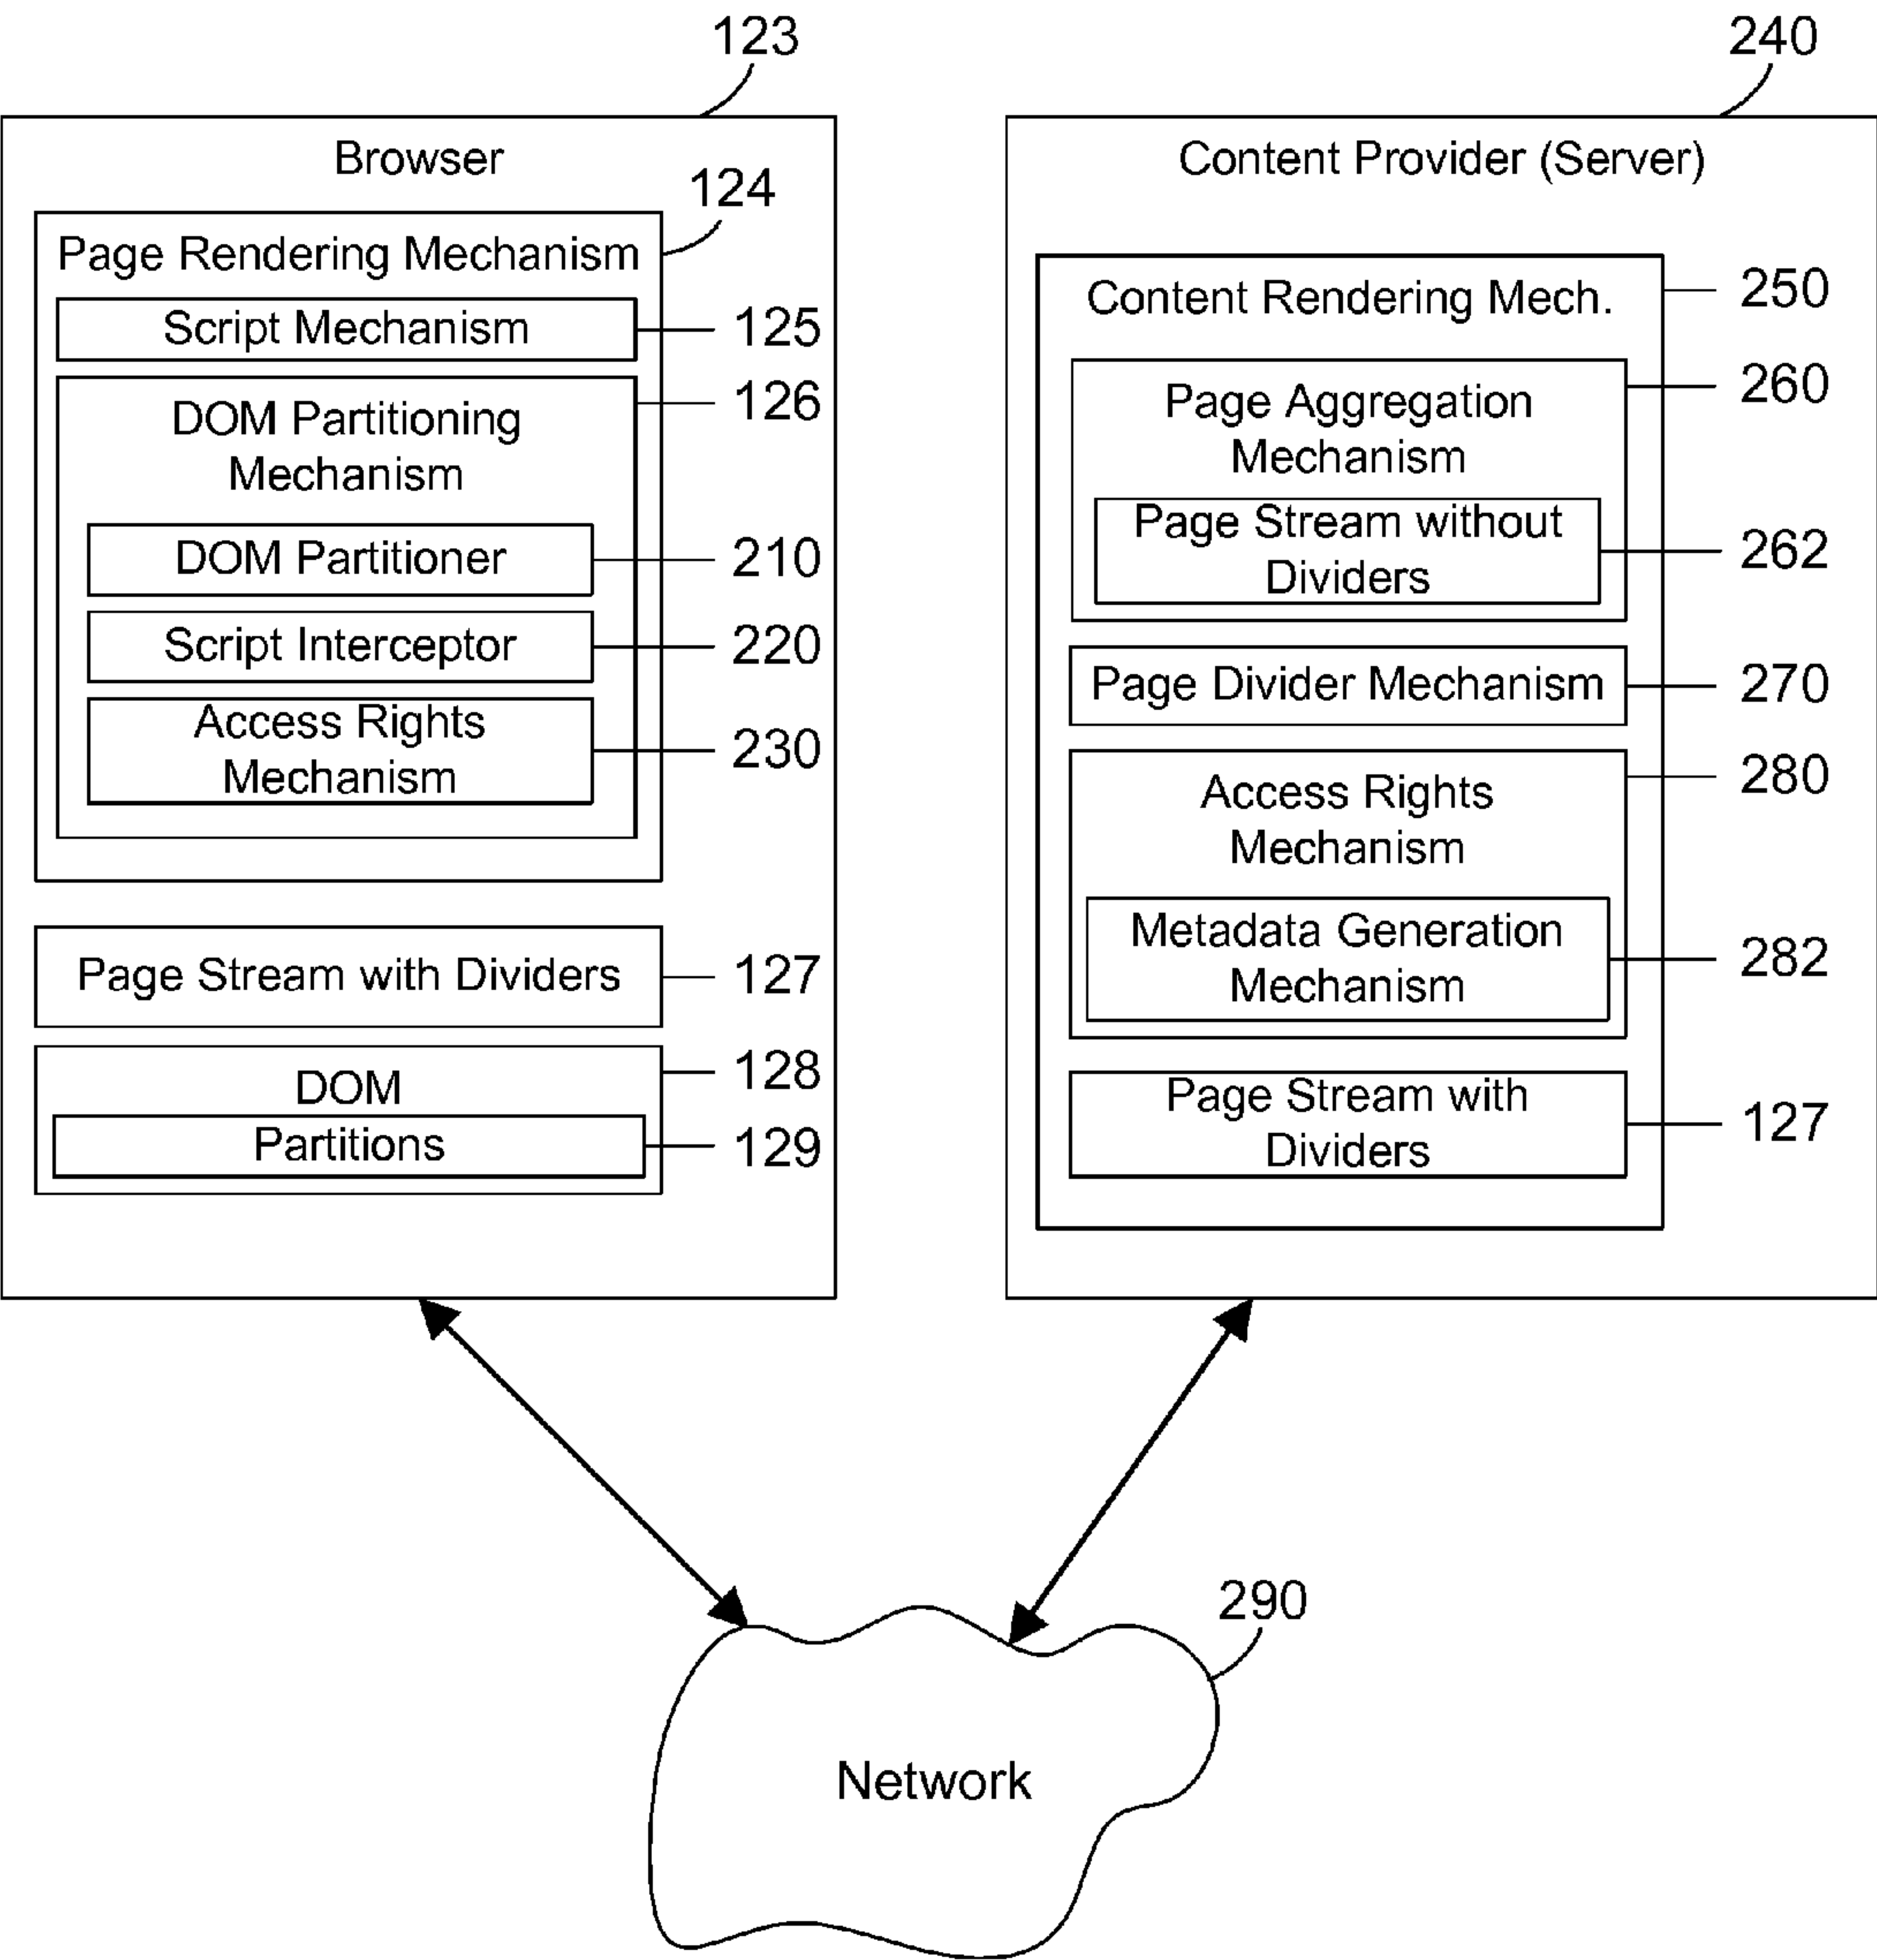 123
240
Browser
Content Provider (Server)
124
Page Rendering Mechanism
Script Mechanism
125
DOM Partitioning
Mechanism
126
DOM Partitioner
210
Script Interceptor
220
Access Rights
Mechanism
230
Page Stream with Dividers
127
DOM
128
Partitions
129
Content Rendering Mech.
250
Page Aggregation
Mechanism
260
Page Stream without
Dividers
262
Page Divider Mechanism
270
Access Rights
Mechanism
280
Metadata Generation
Mechanism
282
Page Stream with
Dividers
127
290
Network